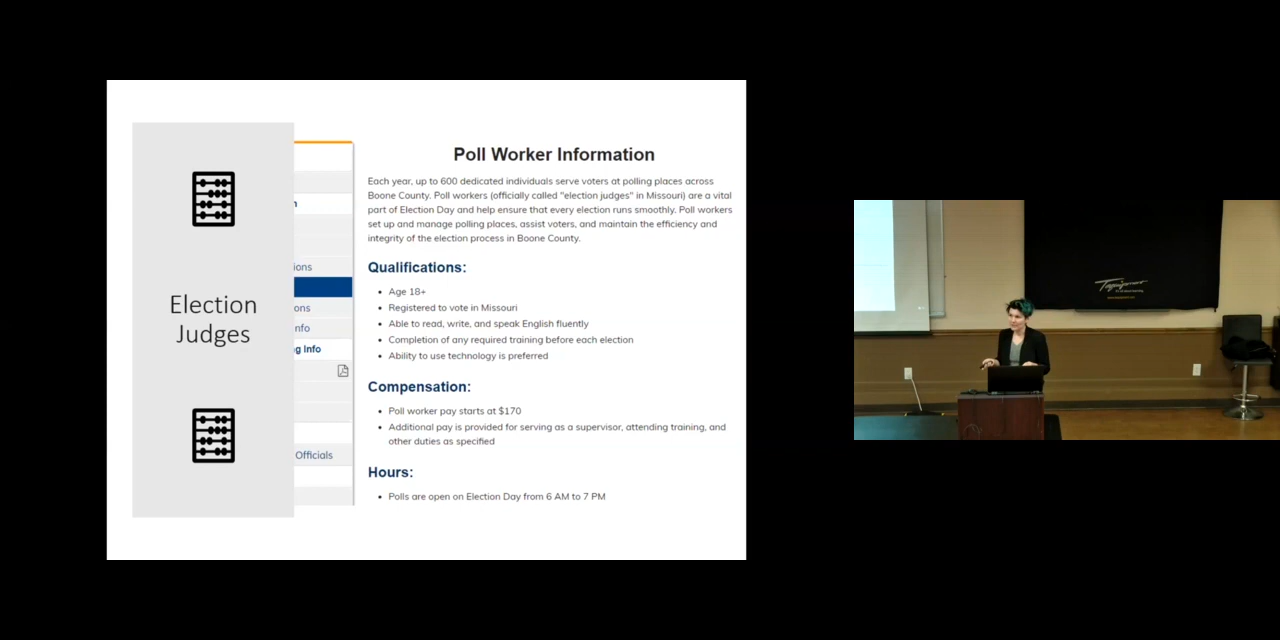 Election
Judges
n
ions
ons
nfo
ng Info
Officials
Poll Worker Information
Each year, up to 600 dedicated individuals serve voters at polling places across
Boone County. Poll workers (officially called "election judges" in Missouri) are a vital
part of Election Day and help ensure that every election runs smoothly. Poll workers
set up and manage polling places, assist voters, and maintain the efficiency and
integrity of the election process in Boone County.
Qualifications:
• Age 18+
• Registered to vote in Missouri
• Able to read, write, and speak English fluently
• Completion of any required training before each election
• Ability to use technology is preferred
Compensation:
• Poll worker pay starts at $170
• Additional pay is provided for serving as a supervisor, attending training, and
other duties as specified
Hours:
• Polls are open on Election Day from 6 AM to 7 PM